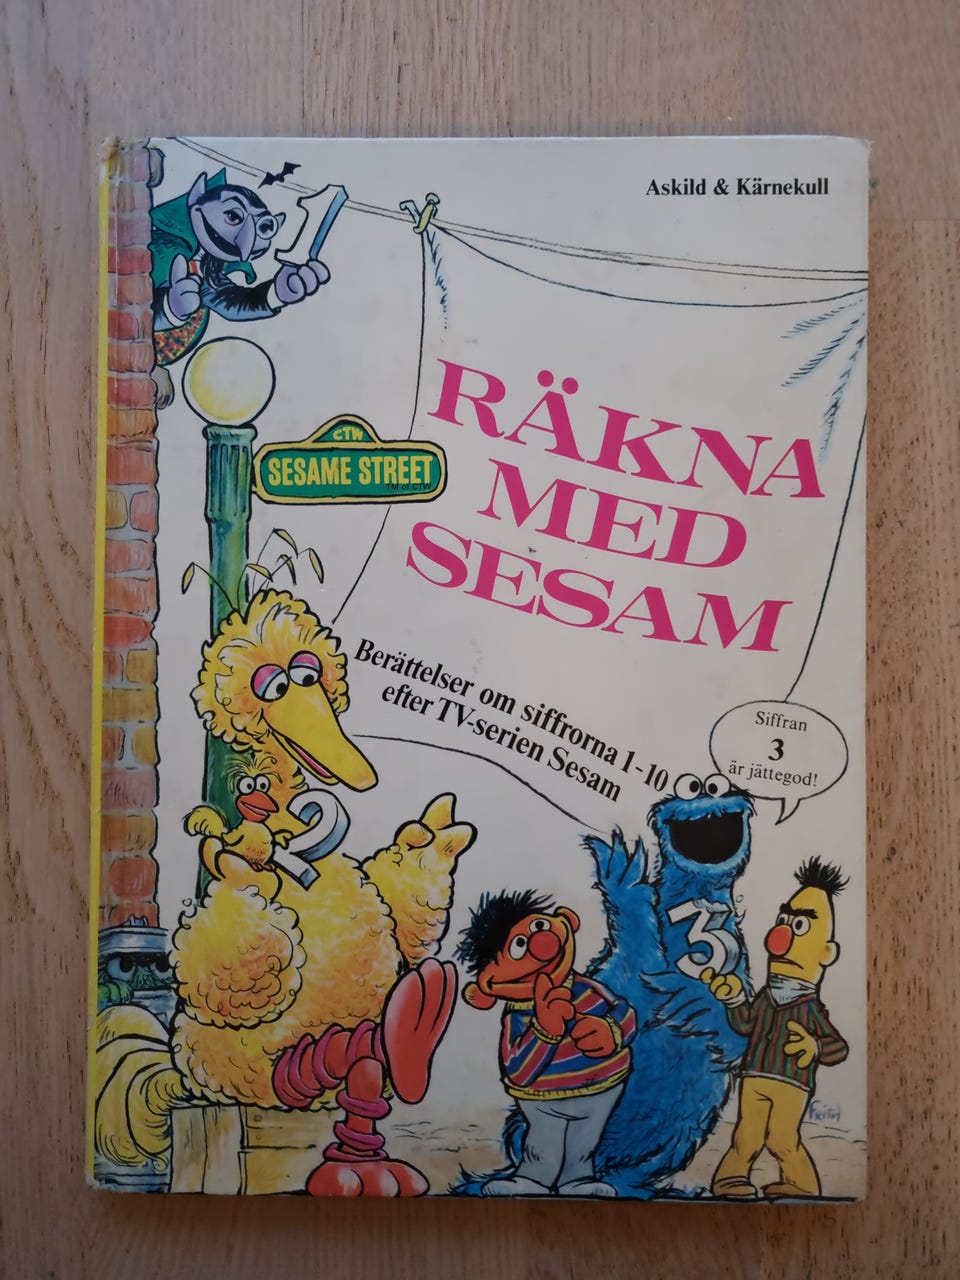 Askild & Kärnekull
1
CTW
SESAME STREET
TM of CTW
RÄKNA
MED
SESAM
Berättelser om siffrorna 1-10
efter TV-serien Sesam
Siffran
3
är jättegod!
2
3
FRITH